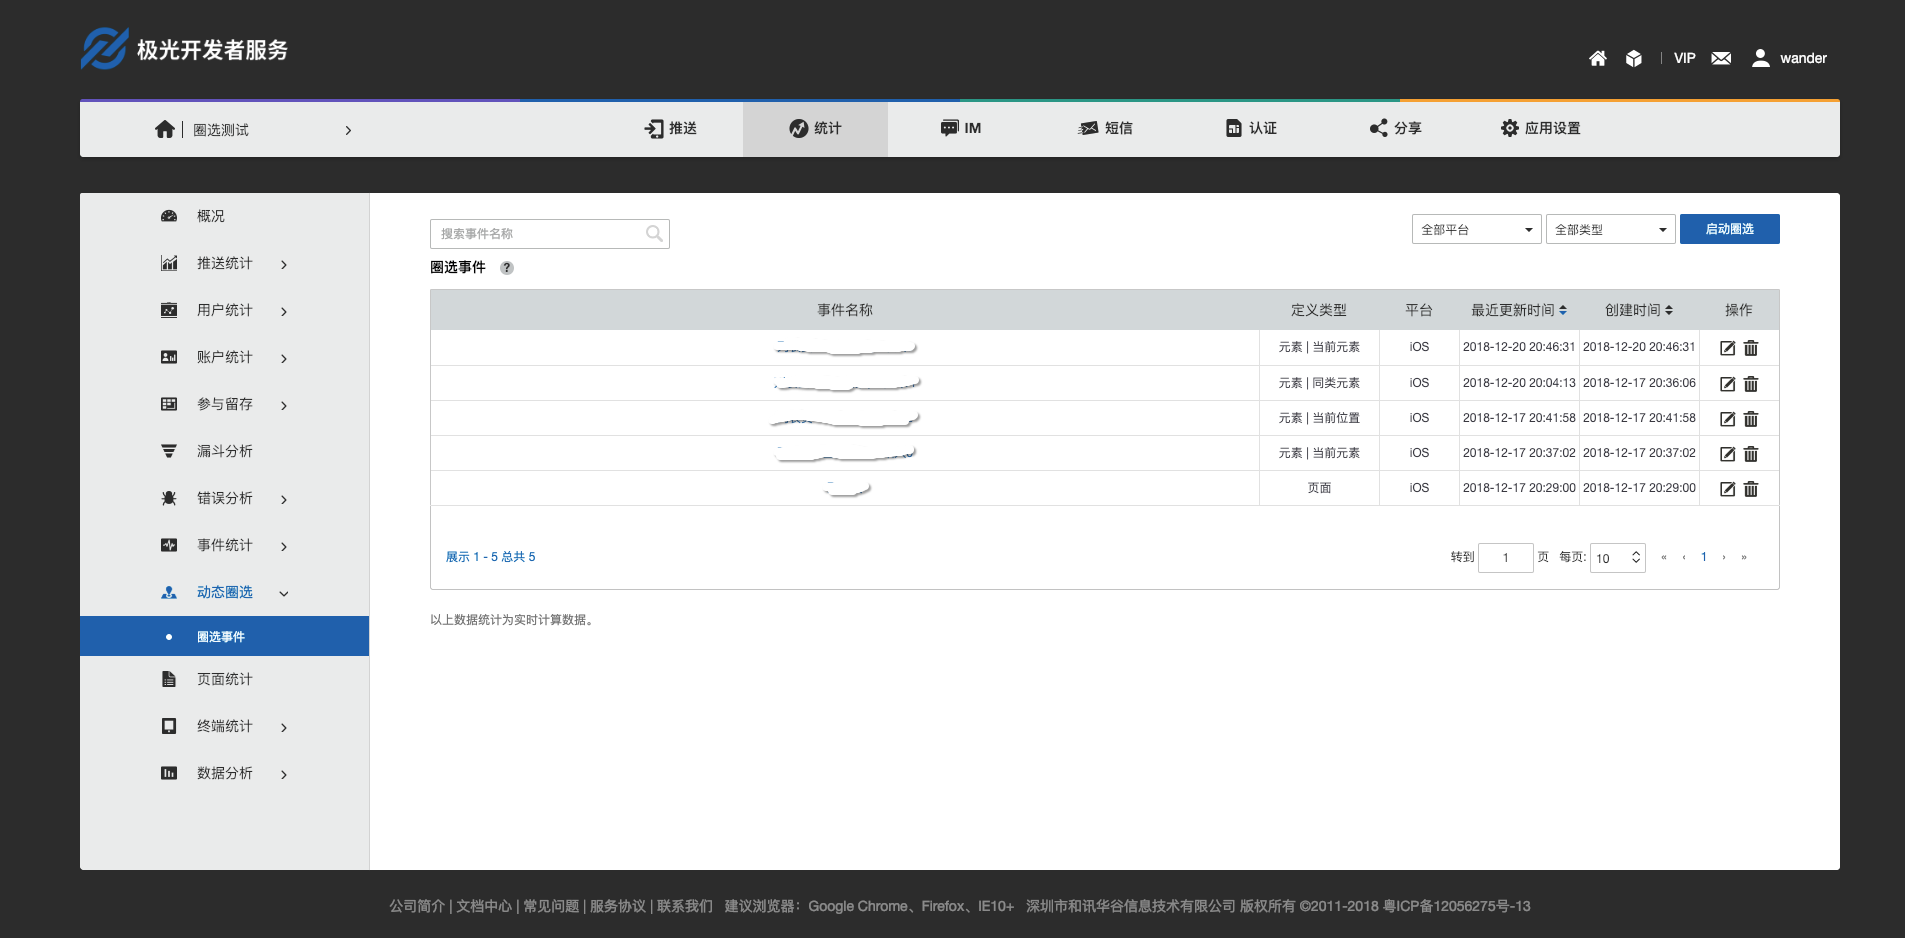 极光开发者服务
VIP wander
圈选测试 推送 统计 IM 短信 认证 分享 应用设置
概况
推送统计
用户统计
账户统计
参与留存
漏斗分析
错误分析
事件统计
动态圈选
圈选事件
页面统计
终端统计
数据分析
搜索事件名称 全部平台 全部类型 启动圈选
圈选事件 ?
事件名称 定义类型 平台 最近更新时间 创建时间 操作
元素 | 当前元素 iOS 2018-12-20 20:46:31 2018-12-20 20:46:31
元素 | 同类元素 iOS 2018-12-20 20:04:13 2018-12-17 20:36:06
元素 | 当前位置 iOS 2018-12-17 20:41:58 2018-12-17 20:41:58
元素 | 当前元素 iOS 2018-12-17 20:37:02 2018-12-17 20:37:02
页面 iOS 2018-12-17 20:29:00 2018-12-17 20:29:00
展示 1 - 5 总共 5 转到 1 页 每页: 10 « ‹ 1 › »
以上数据统计为实时计算数据。
公司简介 | 文档中心 | 常见问题 | 服务协议 | 联系我们 建议浏览器：Google Chrome、Firefox、IE10+ 深圳市和讯华谷信息技术有限公司 版权所有 ©2011-2018 粤ICP备12056275号-13